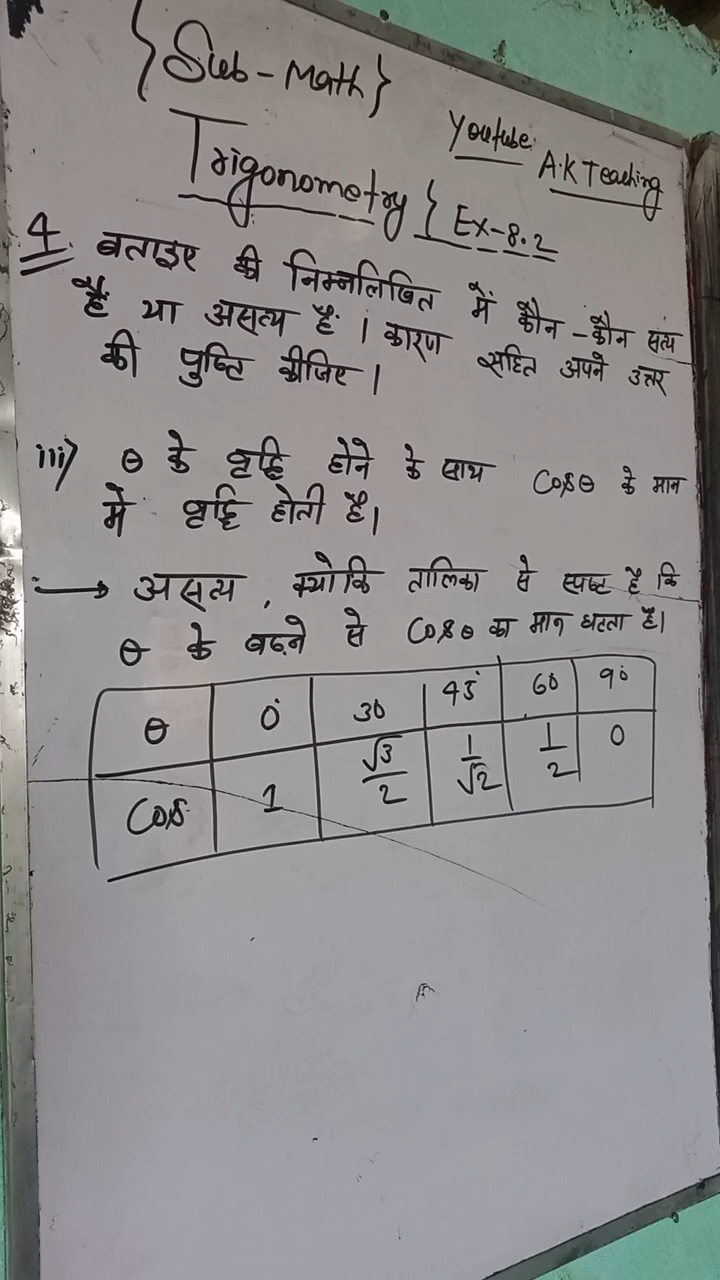 {Sub-Math}
Youtube:
A.K Teaching
Trigonometry} Ex-8.2
4. बताइए की निम्नलिखित में कौन-कौन सत्य
हैं या असत्य हैं। कारण सहित अपने उत्तर
की पुष्टि कीजिए।
iii) θ के वृद्धि होने के साथ Cosθ के मान
में वृद्धि होती है।
:→ असत्य, क्योकि तालिका से स्पष्ट है कि
θ के बढ़ने से Cosθ का मान घटता है।
θ 0° 30 45° 60 90
Cos 1 √3/2 1/√2 1/2 0